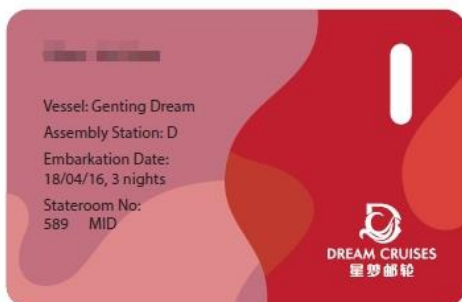 Vessel: Genting Dream
Assembly Station: D
Embarkation Date:
18/04/16, 3 nights
Stateroom No:
589 MID
DREAM CRUISES
星梦邮轮